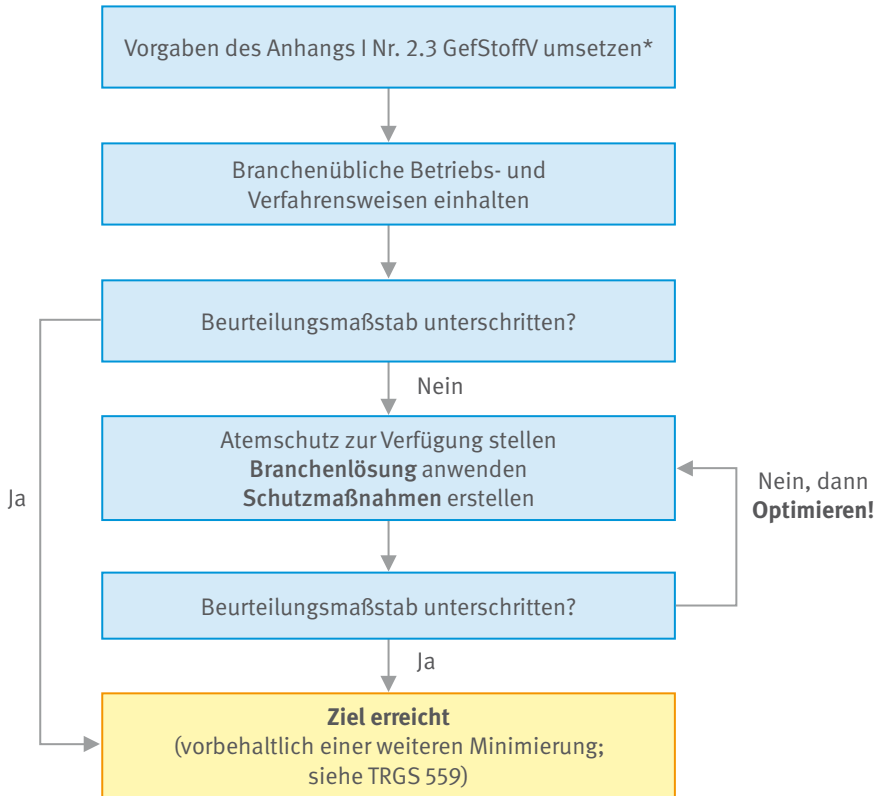 Vorgaben des Anhangs I Nr. 2.3 GefStoffV umsetzen*
Branchenübliche Betriebs- und
Verfahrensweisen einhalten
Beurteilungsmaßstab unterschritten?
Nein
Atemschutz zur Verfügung stellen
Branchenlösung anwenden
Schutzmaßnahmen erstellen
Ja
Nein, dann
Optimieren!
Beurteilungsmaßstab unterschritten?
Ja
Ziel erreicht
(vorbehaltlich einer weiteren Minimierung;
siehe TRGS 559)